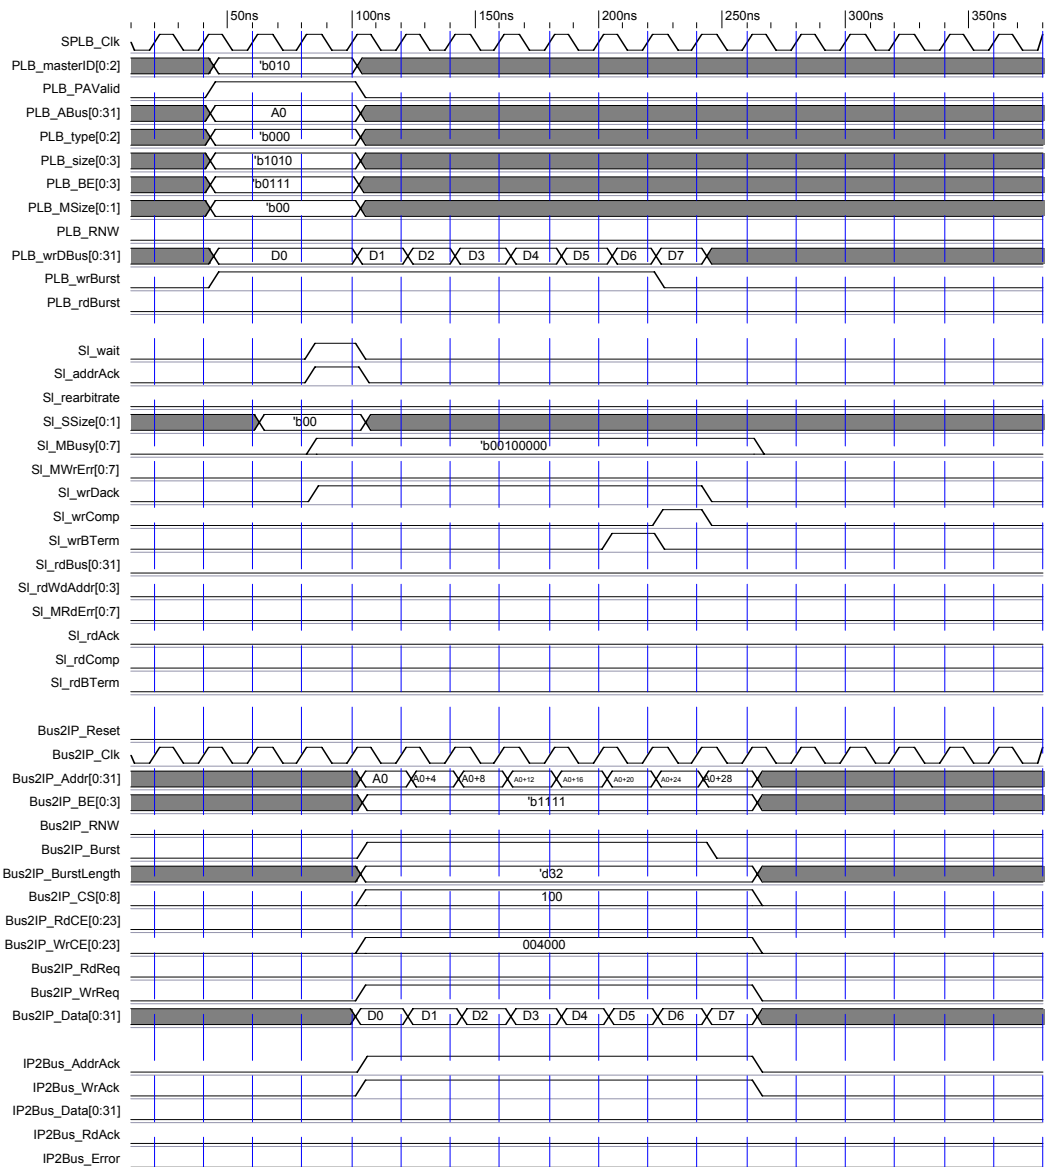 50ns 100ns 150ns 200ns 250ns 300ns 350ns
SPLB_Clk
PLB_masterID[0:2] 'b010
PLB_PAValid
PLB_ABus[0:31] A0
PLB_type[0:2] 'b000
PLB_size[0:3] 'b1010
PLB_BE[0:3] 'b0111
PLB_MSize[0:1] 'b00
PLB_RNW
PLB_wrDBus[0:31] D0 D1 D2 D3 D4 D5 D6 D7
PLB_wrBurst
PLB_rdBurst
Sl_wait
Sl_addrAck
Sl_rearbitrate
Sl_SSize[0:1] 'b00
Sl_MBusy[0:7] 'b00100000
Sl_MWrErr[0:7]
Sl_wrDack
Sl_wrComp
Sl_wrBTerm
Sl_rdBus[0:31]
Sl_rdWdAddr[0:3]
Sl_MRdErr[0:7]
Sl_rdAck
Sl_rdComp
Sl_rdBTerm
Bus2IP_Reset
Bus2IP_Clk
Bus2IP_Addr[0:31] A0 A0+4 A0+8 A0+12 A0+16 A0+20 A0+24 A0+28
Bus2IP_BE[0:3] 'b1111
Bus2IP_RNW
Bus2IP_Burst
Bus2IP_BurstLength 'd32
Bus2IP_CS[0:8] 100
Bus2IP_RdCE[0:23]
Bus2IP_WrCE[0:23] 004000
Bus2IP_RdReq
Bus2IP_WrReq
Bus2IP_Data[0:31] D0 D1 D2 D3 D4 D5 D6 D7
IP2Bus_AddrAck
IP2Bus_WrAck
IP2Bus_Data[0:31]
IP2Bus_RdAck
IP2Bus_Error